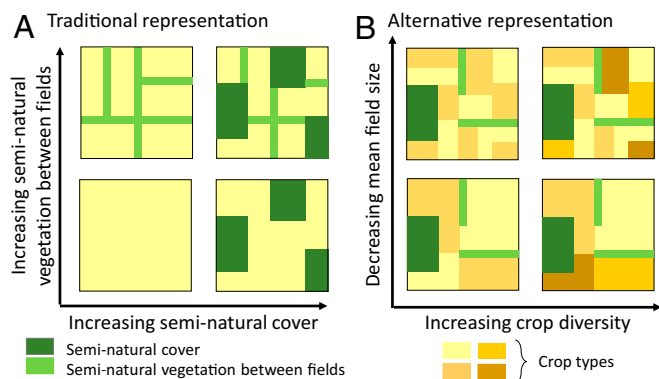 A Traditional representation
Increasing semi-natural
vegetation between fields
Increasing semi-natural cover
Semi-natural cover
Semi-natural vegetation between fields
B Alternative representation
Decreasing mean field size
Increasing crop diversity
Crop types